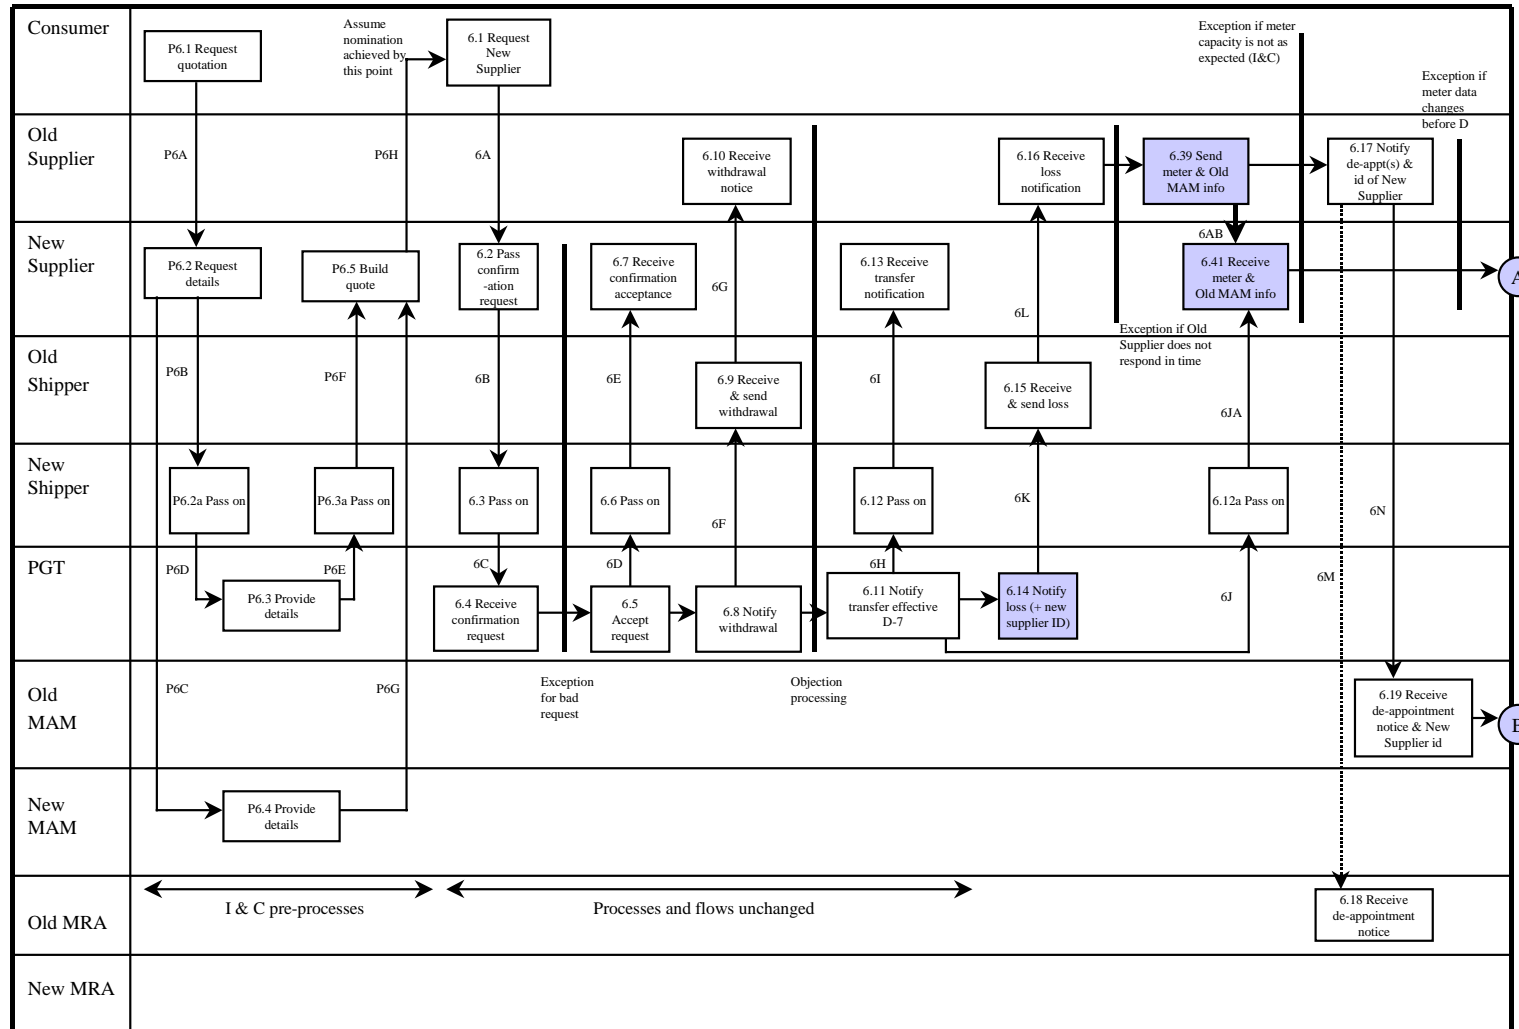 Consumer
P6.1 Request
quotation
Assume
nomination
achieved by
this point
6.1 Request
New
Supplier
Exception if meter
capacity is not as
expected (I&C)
Exception if
meter data
changes
before D
Old
Supplier
P6A
P6H
6A
6.10 Receive
withdrawal
notice
6.16 Receive
loss
notification
6.39 Send
meter & Old
MAM info
6.17 Notify
de-appt(s) &
id of New
Supplier
New
Supplier
P6.2 Request
details
P6.5 Build
quote
6.2 Pass
confirm
-ation
request
6.7 Receive
confirmation
acceptance
6G
6.13 Receive
transfer
notification
6L
6AB
6.41 Receive
meter &
Old MAM info
A
Exception if Old
Supplier does not
respond in time
Old
Shipper
P6B
P6F
6B
6E
6.9 Receive
& send
withdrawal
6I
6.15 Receive
& send loss
6JA
New
Shipper
P6.2a Pass on
P6.3a Pass on
6.3 Pass on
6.6 Pass on
6F
6.12 Pass on
6K
6.12a Pass on
6N
PGT
P6D
P6.3 Provide
details
P6E
6C
6.4 Receive
confirmation
request
6D
6.5
Accept
request
6.8 Notify
withdrawal
6H
6.11 Notify
transfer effective
D-7
6.14 Notify
loss (+ new
supplier ID)
6J
6M
Old
MAM
P6C
P6G
Exception
for bad
request
Objection
processing
6.19 Receive
de-appointment
notice & New
Supplier id
New
MAM
P6.4 Provide
details
Old MRA
I & C pre-processes
Processes and flows unchanged
6.18 Receive
de-appointment
notice
New MRA